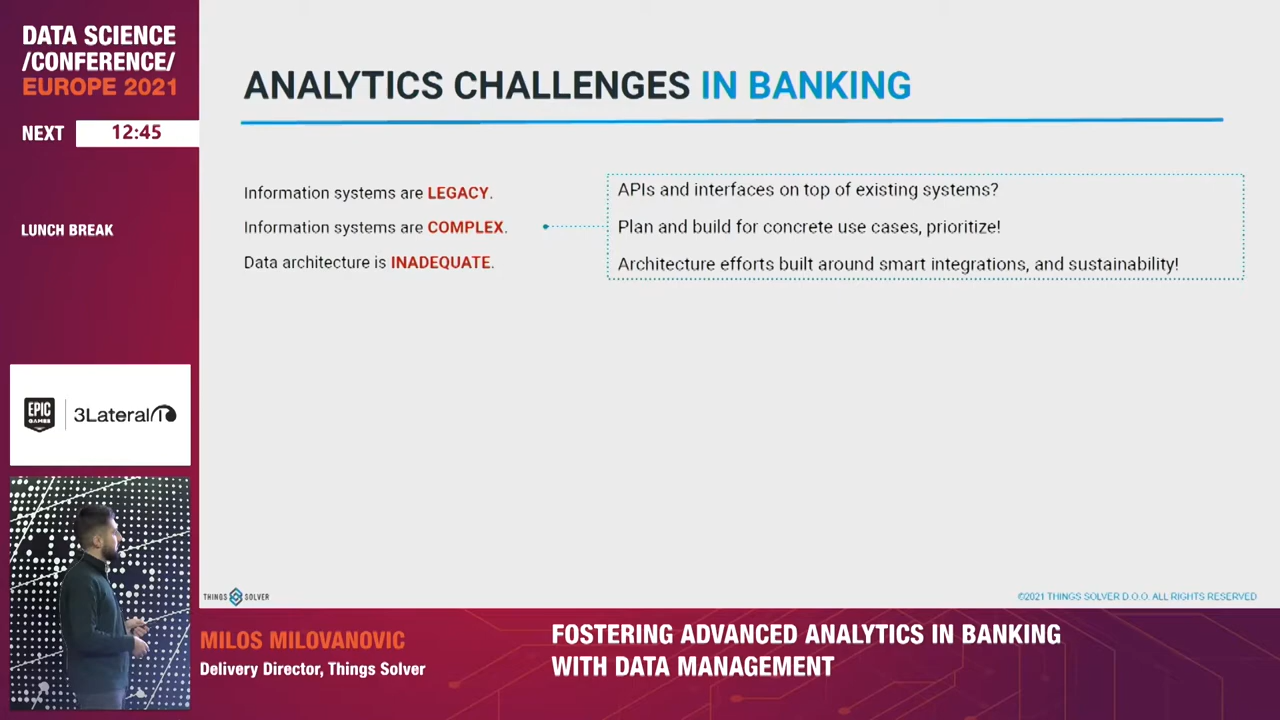 DATA SCIENCE
/CONFERENCE/
EUROPE 2021
NEXT 12:45
LUNCH BREAK
EPIC
GAMES
3Lateral
ANALYTICS CHALLENGES IN BANKING
Information systems are LEGACY.
Information systems are COMPLEX.
Data architecture is INADEQUATE.
APIs and interfaces on top of existing systems?
Plan and build for concrete use cases, prioritize!
Architecture efforts built around smart integrations, and sustainability!
THINGS SOLVER
©2021 THINGS SOLVER D.O.O. ALL RIGHTS RESERVED
MILOS MILOVANOVIC
Delivery Director, Things Solver
FOSTERING ADVANCED ANALYTICS IN BANKING
WITH DATA MANAGEMENT